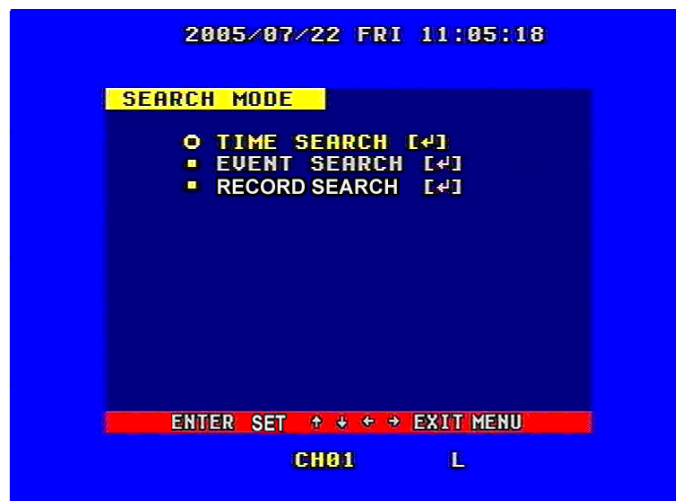 2005/07/22 FRI 11:05:18
SEARCH MODE
TIME SEARCH [↵]
EVENT SEARCH [↵]
RECORD SEARCH [↵]
ENTER SET ↑ ↓ ← → EXIT MENU
CH01 L